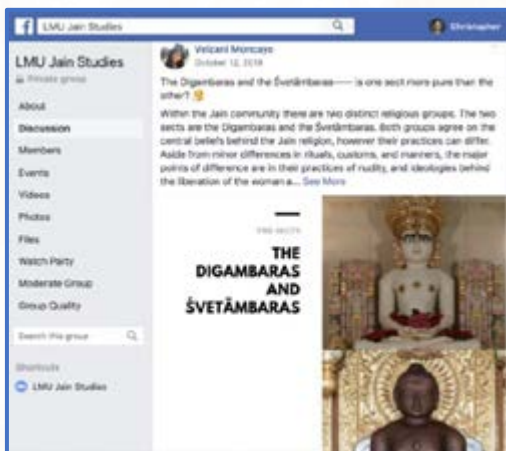 LMU Jain Studies
Christopher
LMU Jain Studies
Private group
About
Discussion
Members
Events
Videos
Photos
Files
Watch Party
Moderate Group
Group Quality
Search this group
Shortcuts
LMU Jain Studies
Velzani Moncayo
October 12, 2019
The Digambaras and the Śvetāmbaras—— is one sect more pure than the
other?
Within the Jain community there are two distinct religious groups. The two
sects are the Digambaras and the Śvetāmbaras. Both groups agree on the
central beliefs behind the Jain religion, however their practices can differ.
Aside from minor differences in rituals, customs, and manners, the major
points of difference are in their practices of nudity, and ideologies behind
the liberation of the woman a... See More
THE SECTS
THE
DIGAMBARAS
AND
ŚVETĀMBARAS